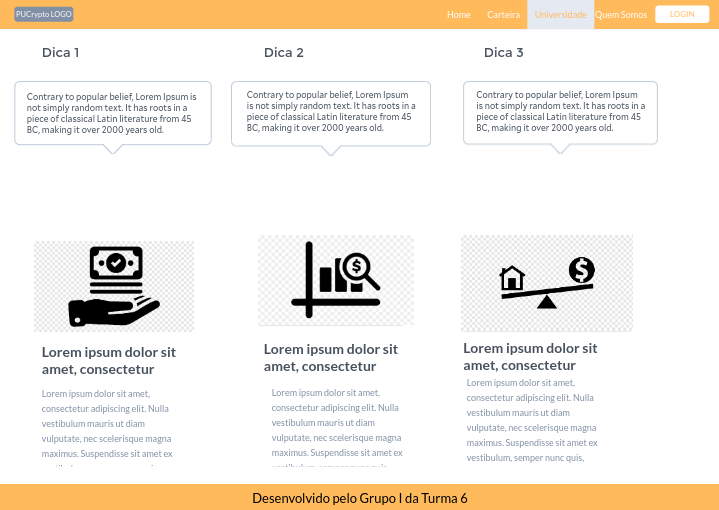 PUCrypto LOGO
Home Carteira Universidade Quem Somos LOGIN
Dica 1
Contrary to popular belief, Lorem Ipsum is
not simply random text. It has roots in a
piece of classical Latin literature from 45
BC, making it over 2000 years old.
Dica 2
Contrary to popular belief, Lorem Ipsum
is not simply random text. It has roots in a
piece of classical Latin literature from 45
BC, making it over 2000 years old.
Dica 3
Contrary to popular belief, Lorem Ipsum
is not simply random text. It has roots in a
piece of classical Latin literature from 45
BC, making it over 2000 years old.
Lorem ipsum dolor sit
amet, consectetur
Lorem ipsum dolor sit amet,
consectetur adipiscing elit. Nulla
vestibulum mauris ut diam
vulputate, nec scelerisque magna
maximus. Suspendisse sit amet ex
$
Lorem ipsum dolor sit
amet, consectetur
Lorem ipsum dolor sit amet,
consectetur adipiscing elit. Nulla
vestibulum mauris ut diam
vulputate, nec scelerisque magna
maximus. Suspendisse sit amet ex
$
Lorem ipsum dolor sit
amet, consectetur
Lorem ipsum dolor sit amet,
consectetur adipiscing elit. Nulla
vestibulum mauris ut diam
vulputate, nec scelerisque magna
maximus. Suspendisse sit amet ex
vestibulum, semper nunc quis,
Desenvolvido pelo Grupo I da Turma 6